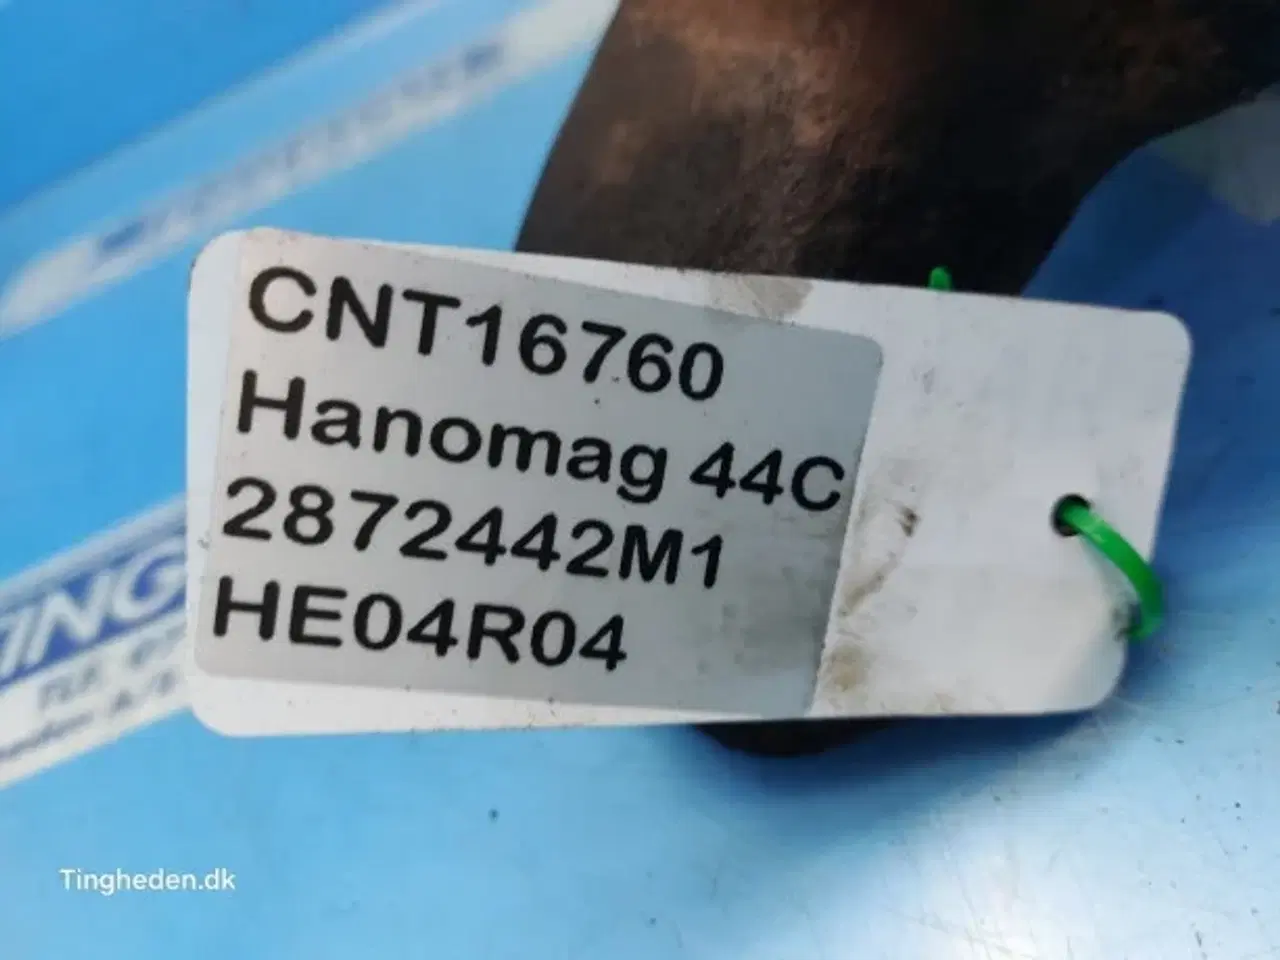 CNT16760
Hanomag 44C
2872442M1
HE04R04
Tingheden.dk